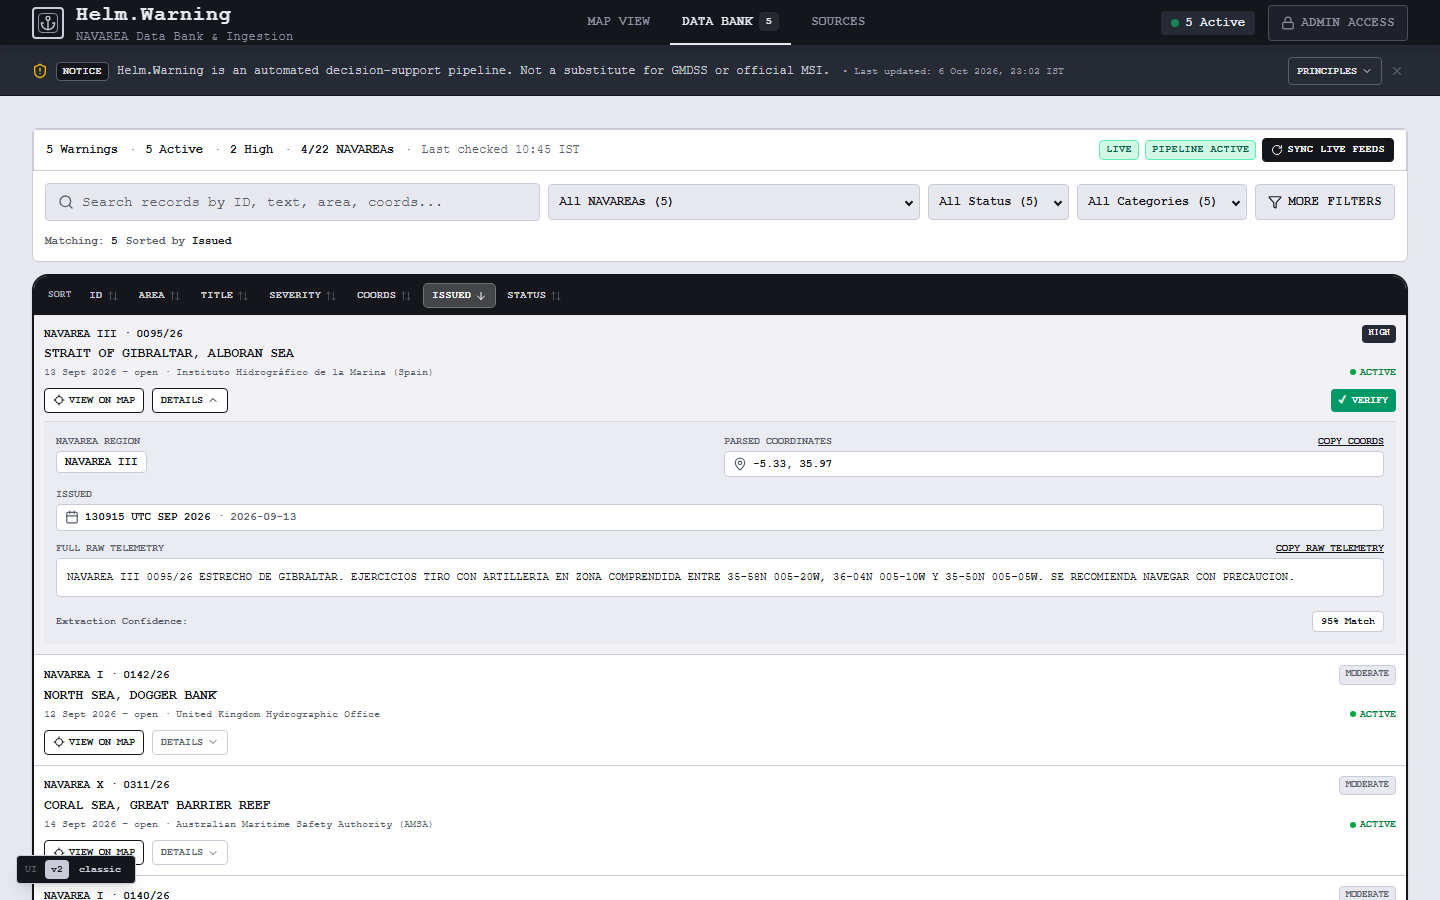 Helm.Warning
NAVAREA Data Bank & Ingestion
MAP VIEW
DATA BANK 5
SOURCES
5 Active
ADMIN ACCESS
NOTICE Helm.Warning is an automated decision-support pipeline. Not a substitute for GMDSS or official MSI. • Last updated: 6 Oct 2026, 23:02 IST
PRINCIPLES
5 Warnings · 5 Active · 2 High · 4/22 NAVAREAs · Last checked 10:45 IST
LIVE
PIPELINE ACTIVE
SYNC LIVE FEEDS
Search records by ID, text, area, coords...
All NAVAREAs (5)
All Status (5)
All Categories (5)
MORE FILTERS
Matching: 5 Sorted by Issued
SORT ID AREA TITLE SEVERITY COORDS ISSUED STATUS
NAVAREA III · 0095/26
HIGH
STRAIT OF GIBRALTAR, ALBORAN SEA
13 Sept 2026 – open · Instituto Hidrográfico de la Marina (Spain)
ACTIVE
VIEW ON MAP
DETAILS
✓ VERIFY
NAVAREA REGION
NAVAREA III
PARSED COORDINATES
COPY COORDS
-5.33, 35.97
ISSUED
130915 UTC SEP 2026 · 2026-09-13
FULL RAW TELEMETRY
COPY RAW TELEMETRY
NAVAREA III 0095/26 ESTRECHO DE GIBRALTAR. EJERCICIOS TIRO CON ARTILLERIA EN ZONA COMPRENDIDA ENTRE 35-58N 005-20W, 36-04N 005-10W Y 35-50N 005-05W. SE RECOMIENDA NAVEGAR CON PRECAUCION.
Extraction Confidence:
95% Match
NAVAREA I · 0142/26
MODERATE
NORTH SEA, DOGGER BANK
12 Sept 2026 – open · United Kingdom Hydrographic Office
ACTIVE
VIEW ON MAP
DETAILS
NAVAREA X · 0311/26
MODERATE
CORAL SEA, GREAT BARRIER REEF
14 Sept 2026 – open · Australian Maritime Safety Authority (AMSA)
ACTIVE
VIEW ON MAP
DETAILS
UI v2 classic
NAVAREA I · 0140/26
MODERATE